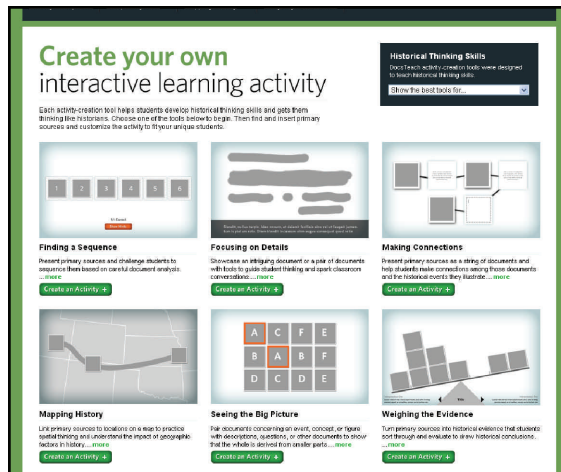 Create your own
interactive learning activity
Each activity-creation tool helps students develop historical thinking skills and gets them
thinking like historians. Choose one of the tools below to begin. Then find and insert primary
sources and customize the activity to fit your unique students.
Historical Thinking Skills
DocsTeach activity-creation tools were designed
to teach historical thinking skills.
Show the best tools for...
1 2 3 4 5 6
Finding a Sequence
Present primary sources and challenge students to
sequence them based on careful document analysis.
...more
Create an Activity +
Focusing on Details
Showcase an intriguing document or a pair of documents
with tools to guide student thinking and spark classroom
conversations....more
Create an Activity +
Making Connections
Present primary sources as a string of documents and
help students make connections among those documents
and the historical events they illustrate....more
Create an Activity +
Mapping History
Link primary sources to locations on a map to practice
spatial thinking and understand the impact of geographic
factors in history....more
Create an Activity +
A C F E
B A B F
D C D E
Seeing the Big Picture
Pair documents concerning an event, concept, or figure
with descriptions, questions, or other documents to show
that the whole is derived from smaller parts....more
Create an Activity +
Weighing the Evidence
Turn primary sources into historical evidence that students
sort through and evaluate to draw historical conclusions.
...more
Create an Activity +